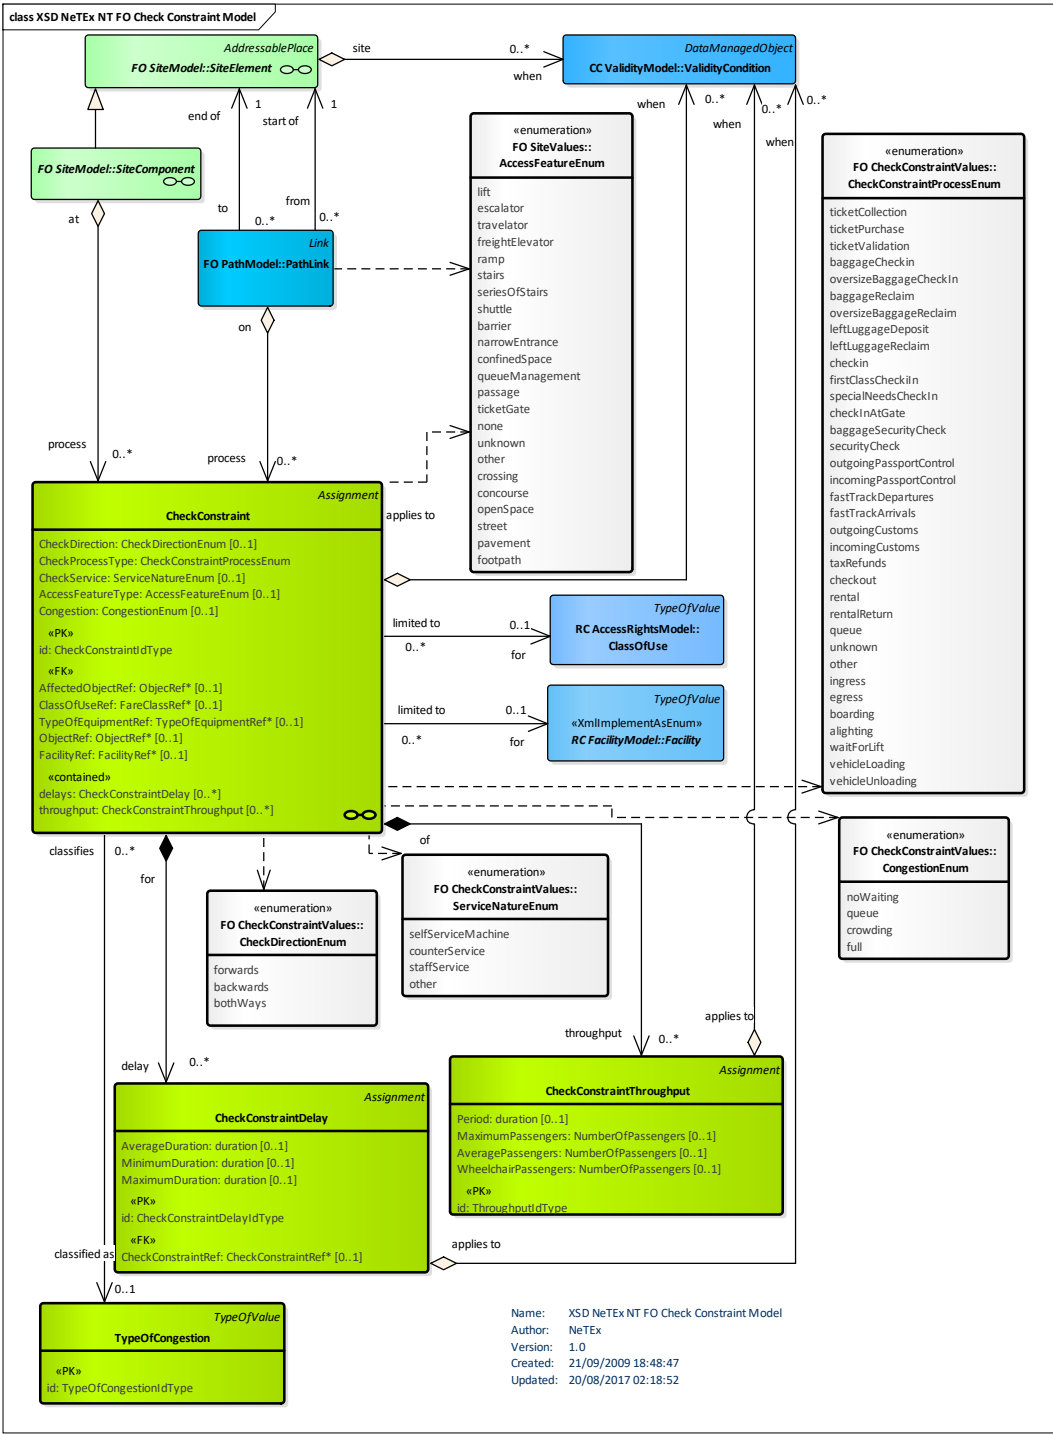 class XSD NeTEx NT FO Check Constraint Model
AddressablePlace
FO SiteModel::SiteElement
site
0..*
when
DataManagedObject
CC ValidityModel::ValidityCondition
end of
1
start of
1
when
0..*
when
0..*
when
0..*
FO SiteModel::SiteComponent
at
to
0..*
from
0..*
Link
FO PathModel::PathLink
on
«enumeration»
FO SiteValues::
AccessFeatureEnum
lift
escalator
travelator
freightElevator
ramp
stairs
seriesOfStairs
shuttle
barrier
narrowEntrance
confinedSpace
queueManagement
passage
ticketGate
none
unknown
other
crossing
concourse
openSpace
street
pavement
footpath
«enumeration»
FO CheckConstraintValues::
CheckConstraintProcessEnum
ticketCollection
ticketPurchase
ticketValidation
baggageCheckin
oversizeBaggageCheckIn
baggageReclaim
oversizeBaggageReclaim
leftLuggageDeposit
leftLuggageReclaim
checkin
firstClassCheckiIn
specialNeedsCheckIn
checkInAtGate
baggageSecurityCheck
securityCheck
outgoingPassportControl
incomingPassportControl
fastTrackDepartures
fastTrackArrivals
outgoingCustoms
incomingCustoms
taxRefunds
checkout
rental
rentalReturn
queue
unknown
other
ingress
egress
boarding
alighting
waitForLift
vehicleLoading
vehicleUnloading
process
0..*
process
0..*
Assignment
CheckConstraint
CheckDirection: CheckDirectionEnum [0..1]
CheckProcessType: CheckConstraintProcessEnum
CheckService: ServiceNatureEnum [0..1]
AccessFeatureType: AccessFeatureEnum [0..1]
Congestion: CongestionEnum [0..1]
«PK»
id: CheckConstraintIdType
«FK»
AffectedObjectRef: ObjecRef* [0..1]
ClassOfUseRef: FareClassRef* [0..1]
TypeOfEquipmentRef: TypeOfEquipmentRef* [0..1]
ObjectRef: ObjectRef* [0..1]
FacilityRef: FacilityRef* [0..1]
«contained»
delays: CheckConstraintDelay [0..*]
throughput: CheckConstraintThroughput [0..*]
applies to
limited to
0..*
0..1
for
TypeOfValue
RC AccessRightsModel::
ClassOfUse
limited to
0..*
0..1
for
TypeOfValue
«XmlImplementAsEnum»
RC FacilityModel::Facility
classifies
0..*
for
of
«enumeration»
FO CheckConstraintValues::
CheckDirectionEnum
forwards
backwards
bothWays
«enumeration»
FO CheckConstraintValues::
ServiceNatureEnum
selfServiceMachine
counterService
staffService
other
«enumeration»
FO CheckConstraintValues::
CongestionEnum
noWaiting
queue
crowding
full
throughput
0..*
applies to
delay
0..*
Assignment
CheckConstraintDelay
AverageDuration: duration [0..1]
MinimumDuration: duration [0..1]
MaximumDuration: duration [0..1]
«PK»
id: CheckConstraintDelayIdType
«FK»
CheckConstraintRef: CheckConstraintRef* [0..1]
Assignment
CheckConstraintThroughput
Period: duration [0..1]
MaximumPassengers: NumberOfPassengers [0..1]
AveragePassengers: NumberOfPassengers [0..1]
WheelchairPassengers: NumberOfPassengers [0..1]
«PK»
id: ThroughputIdType
applies to
classified as
0..1
TypeOfValue
TypeOfCongestion
«PK»
id: TypeOfCongestionIdType
Name: XSD NeTEx NT FO Check Constraint Model
Author: NeTEx
Version: 1.0
Created: 21/09/2009 18:48:47
Updated: 20/08/2017 02:18:52